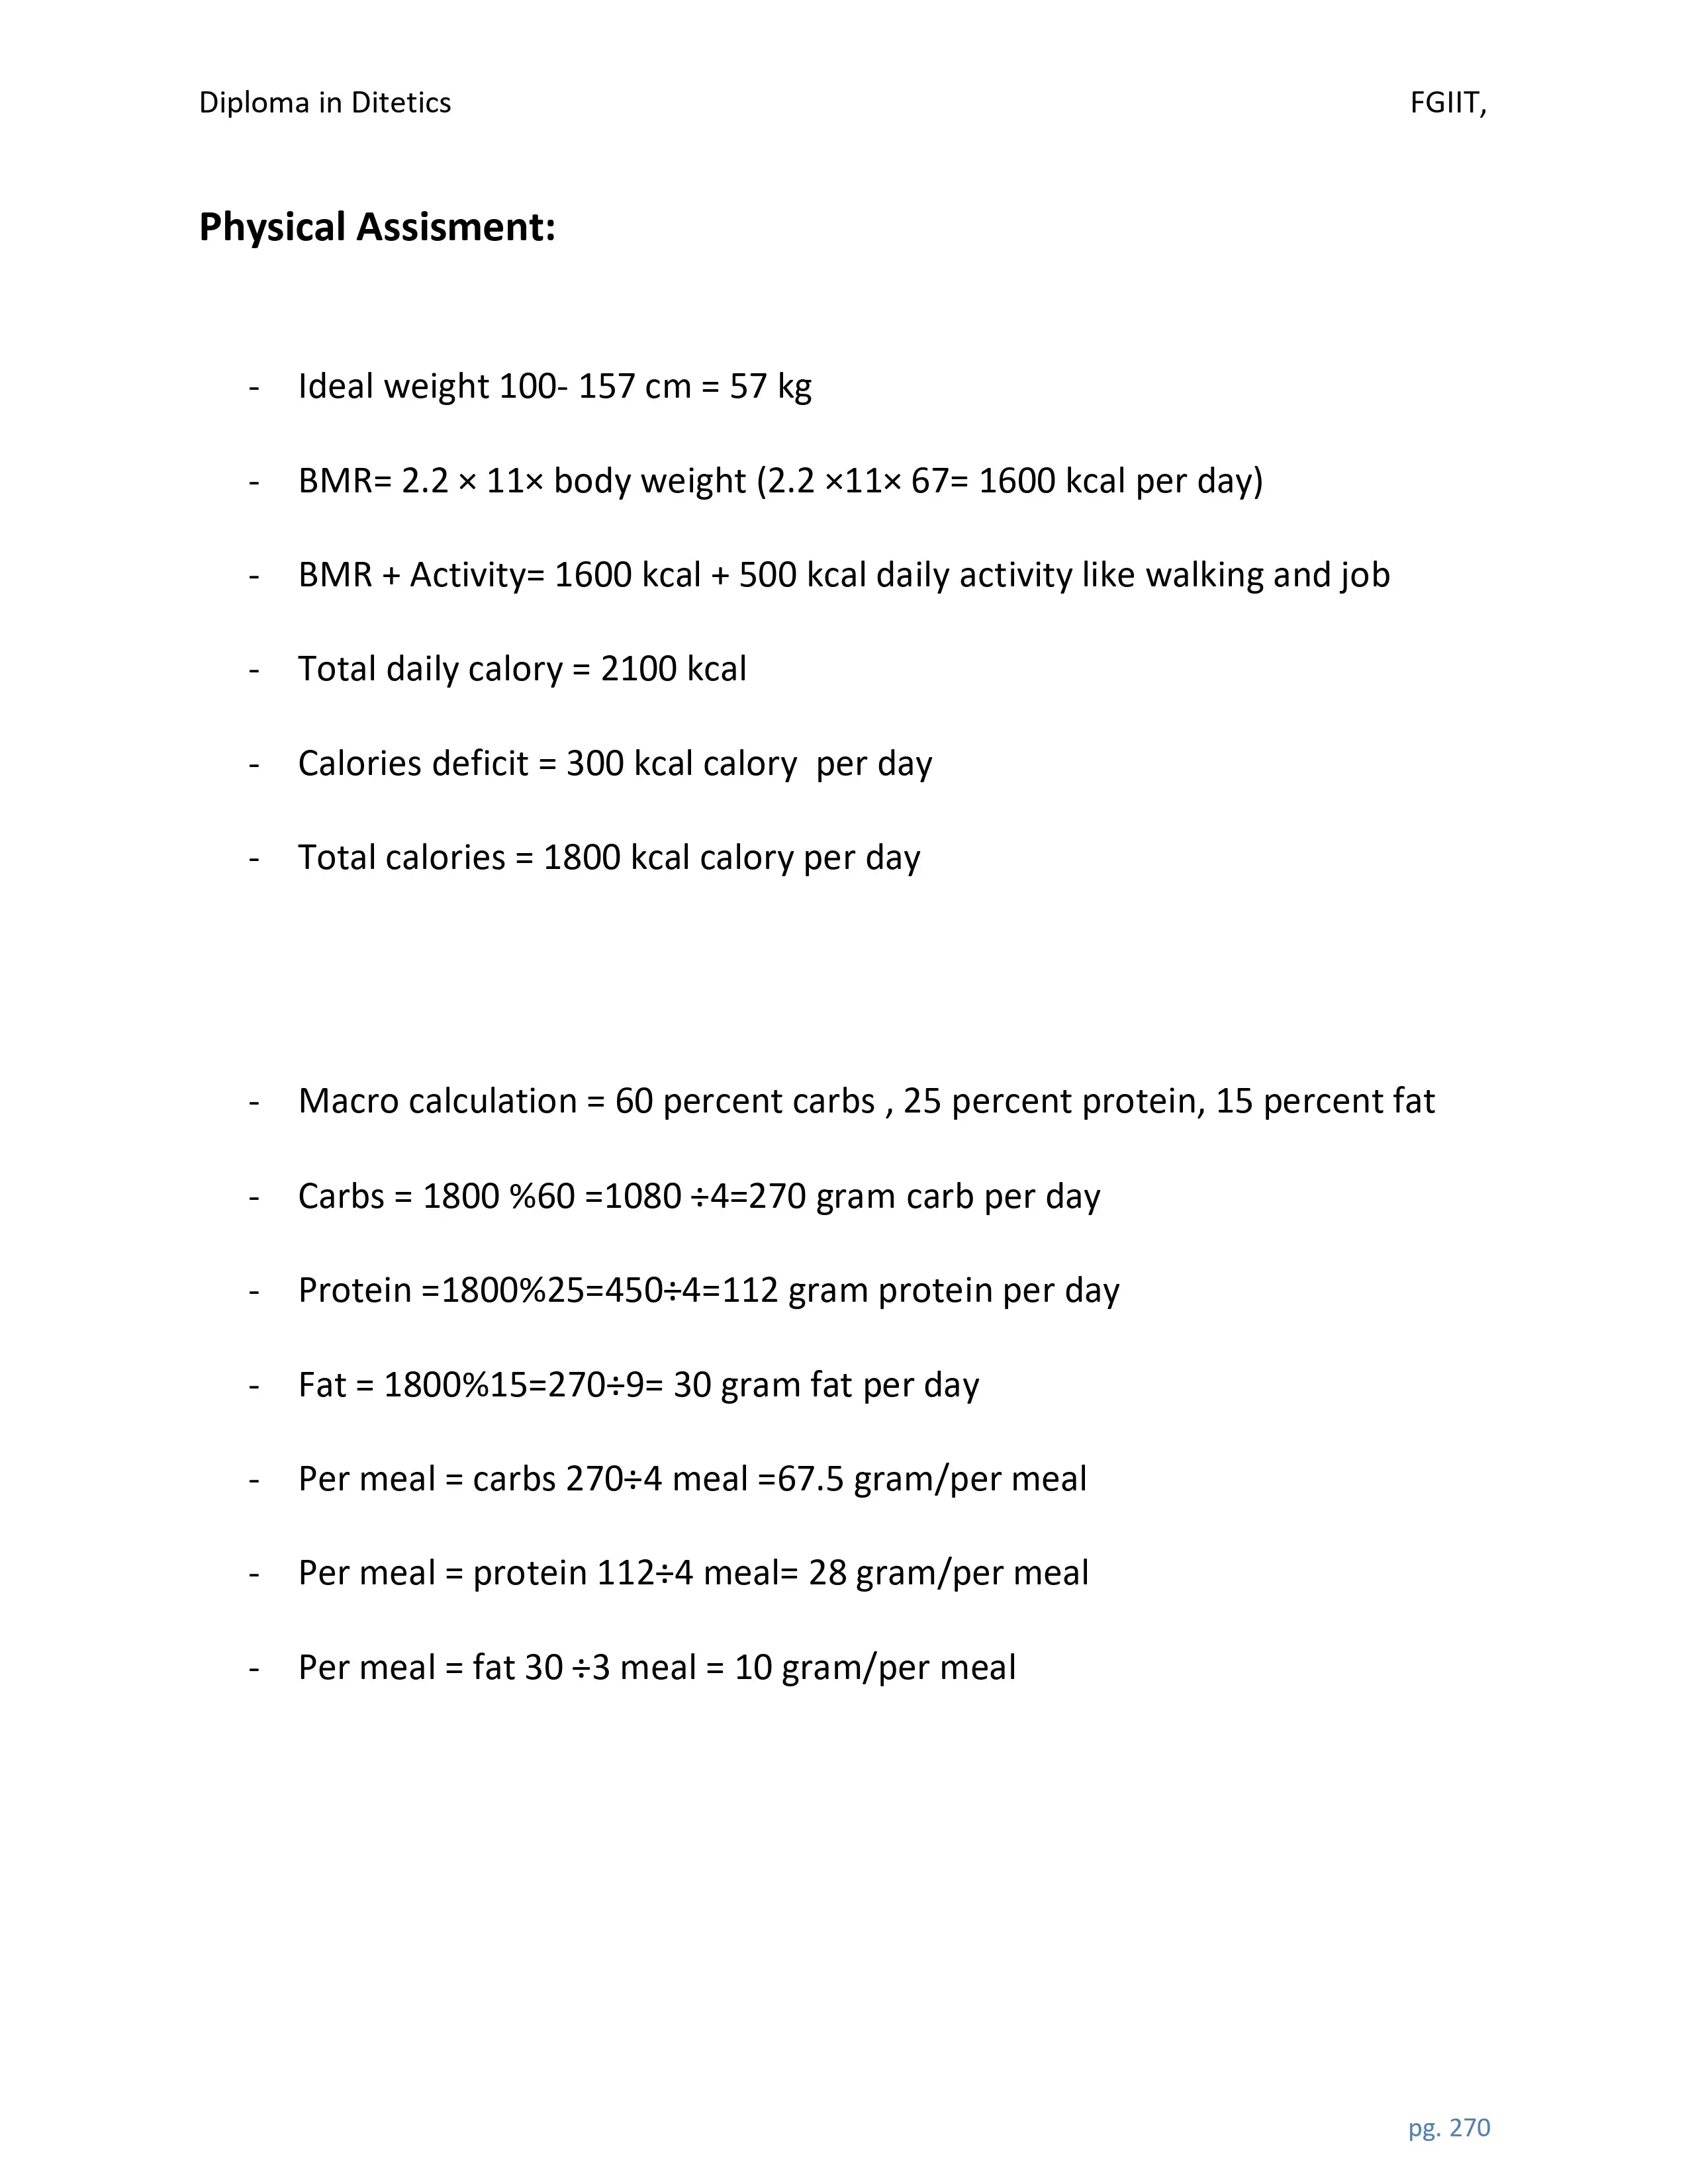 Diploma in Ditetics FGIIT,
Physical Assisment:
- Ideal weight 100- 157 cm = 57 kg
- BMR= 2.2 × 11× body weight (2.2 ×11× 67= 1600 kcal per day)
- BMR + Activity= 1600 kcal + 500 kcal daily activity like walking and job
- Total daily calory = 2100 kcal
- Calories deficit = 300 kcal calory  per day
- Total calories = 1800 kcal calory per day
- Macro calculation = 60 percent carbs , 25 percent protein, 15 percent fat
- Carbs = 1800 %60 =1080 ÷4=270 gram carb per day
- Protein =1800%25=450÷4=112 gram protein per day
- Fat = 1800%15=270÷9= 30 gram fat per day
- Per meal = carbs 270÷4 meal =67.5 gram/per meal
- Per meal = protein 112÷4 meal= 28 gram/per meal
- Per meal = fat 30 ÷3 meal = 10 gram/per meal
pg. 270